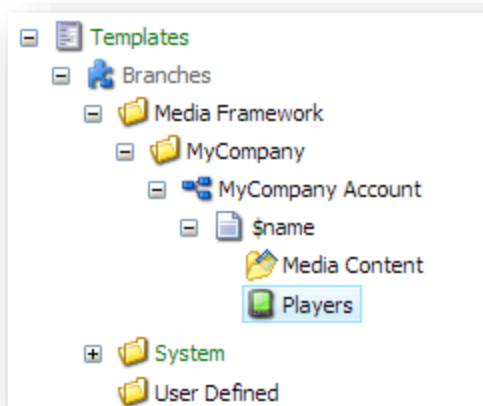 Templates
Branches
Media Framework
MyCompany
MyCompany Account
$name
Media Content
Players
System
User Defined